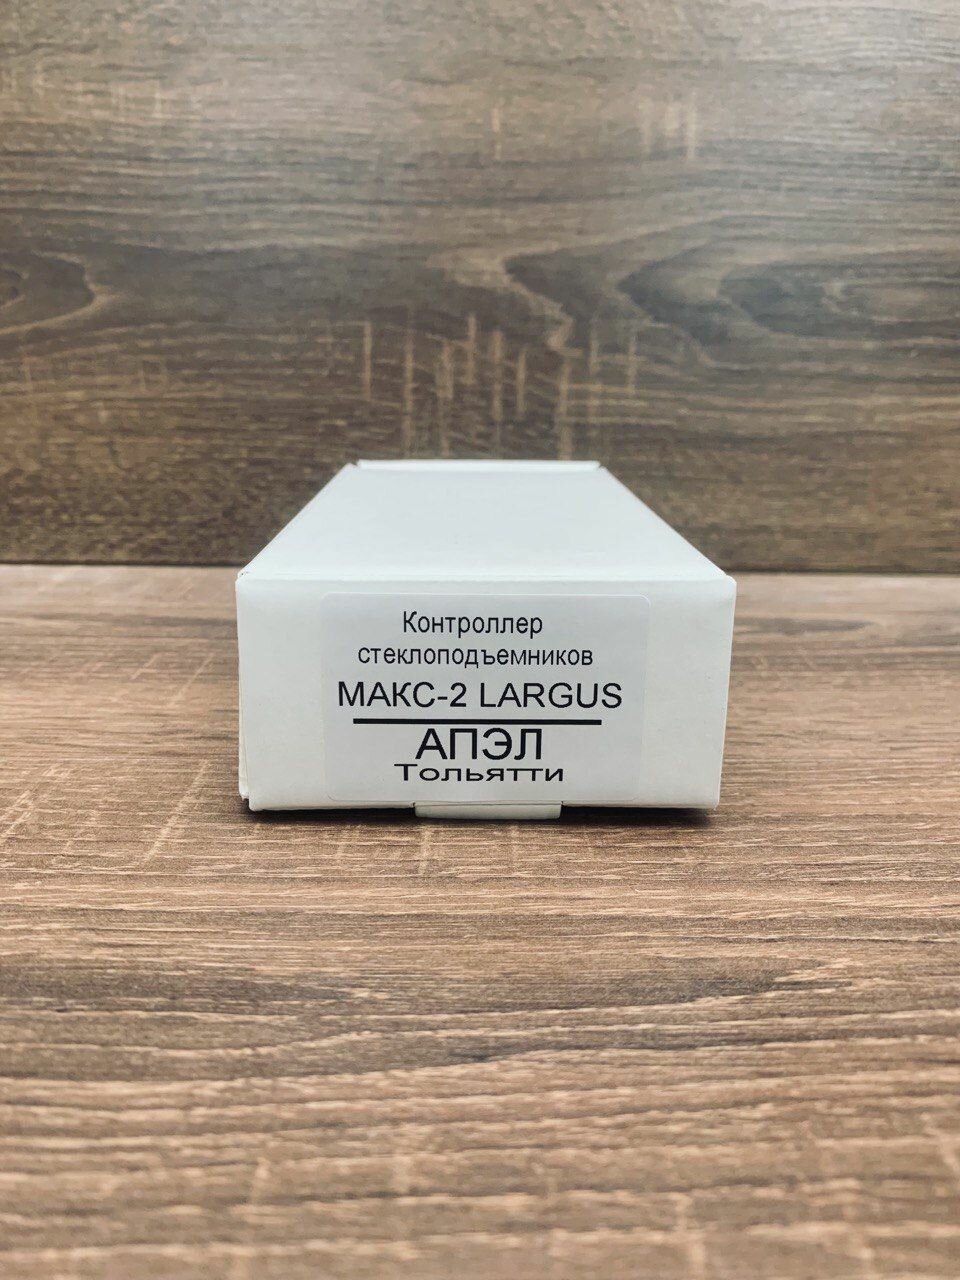 Контроллер
стеклоподъемников
МАКС-2 LARGUS
АПЭЛ
Тольятти